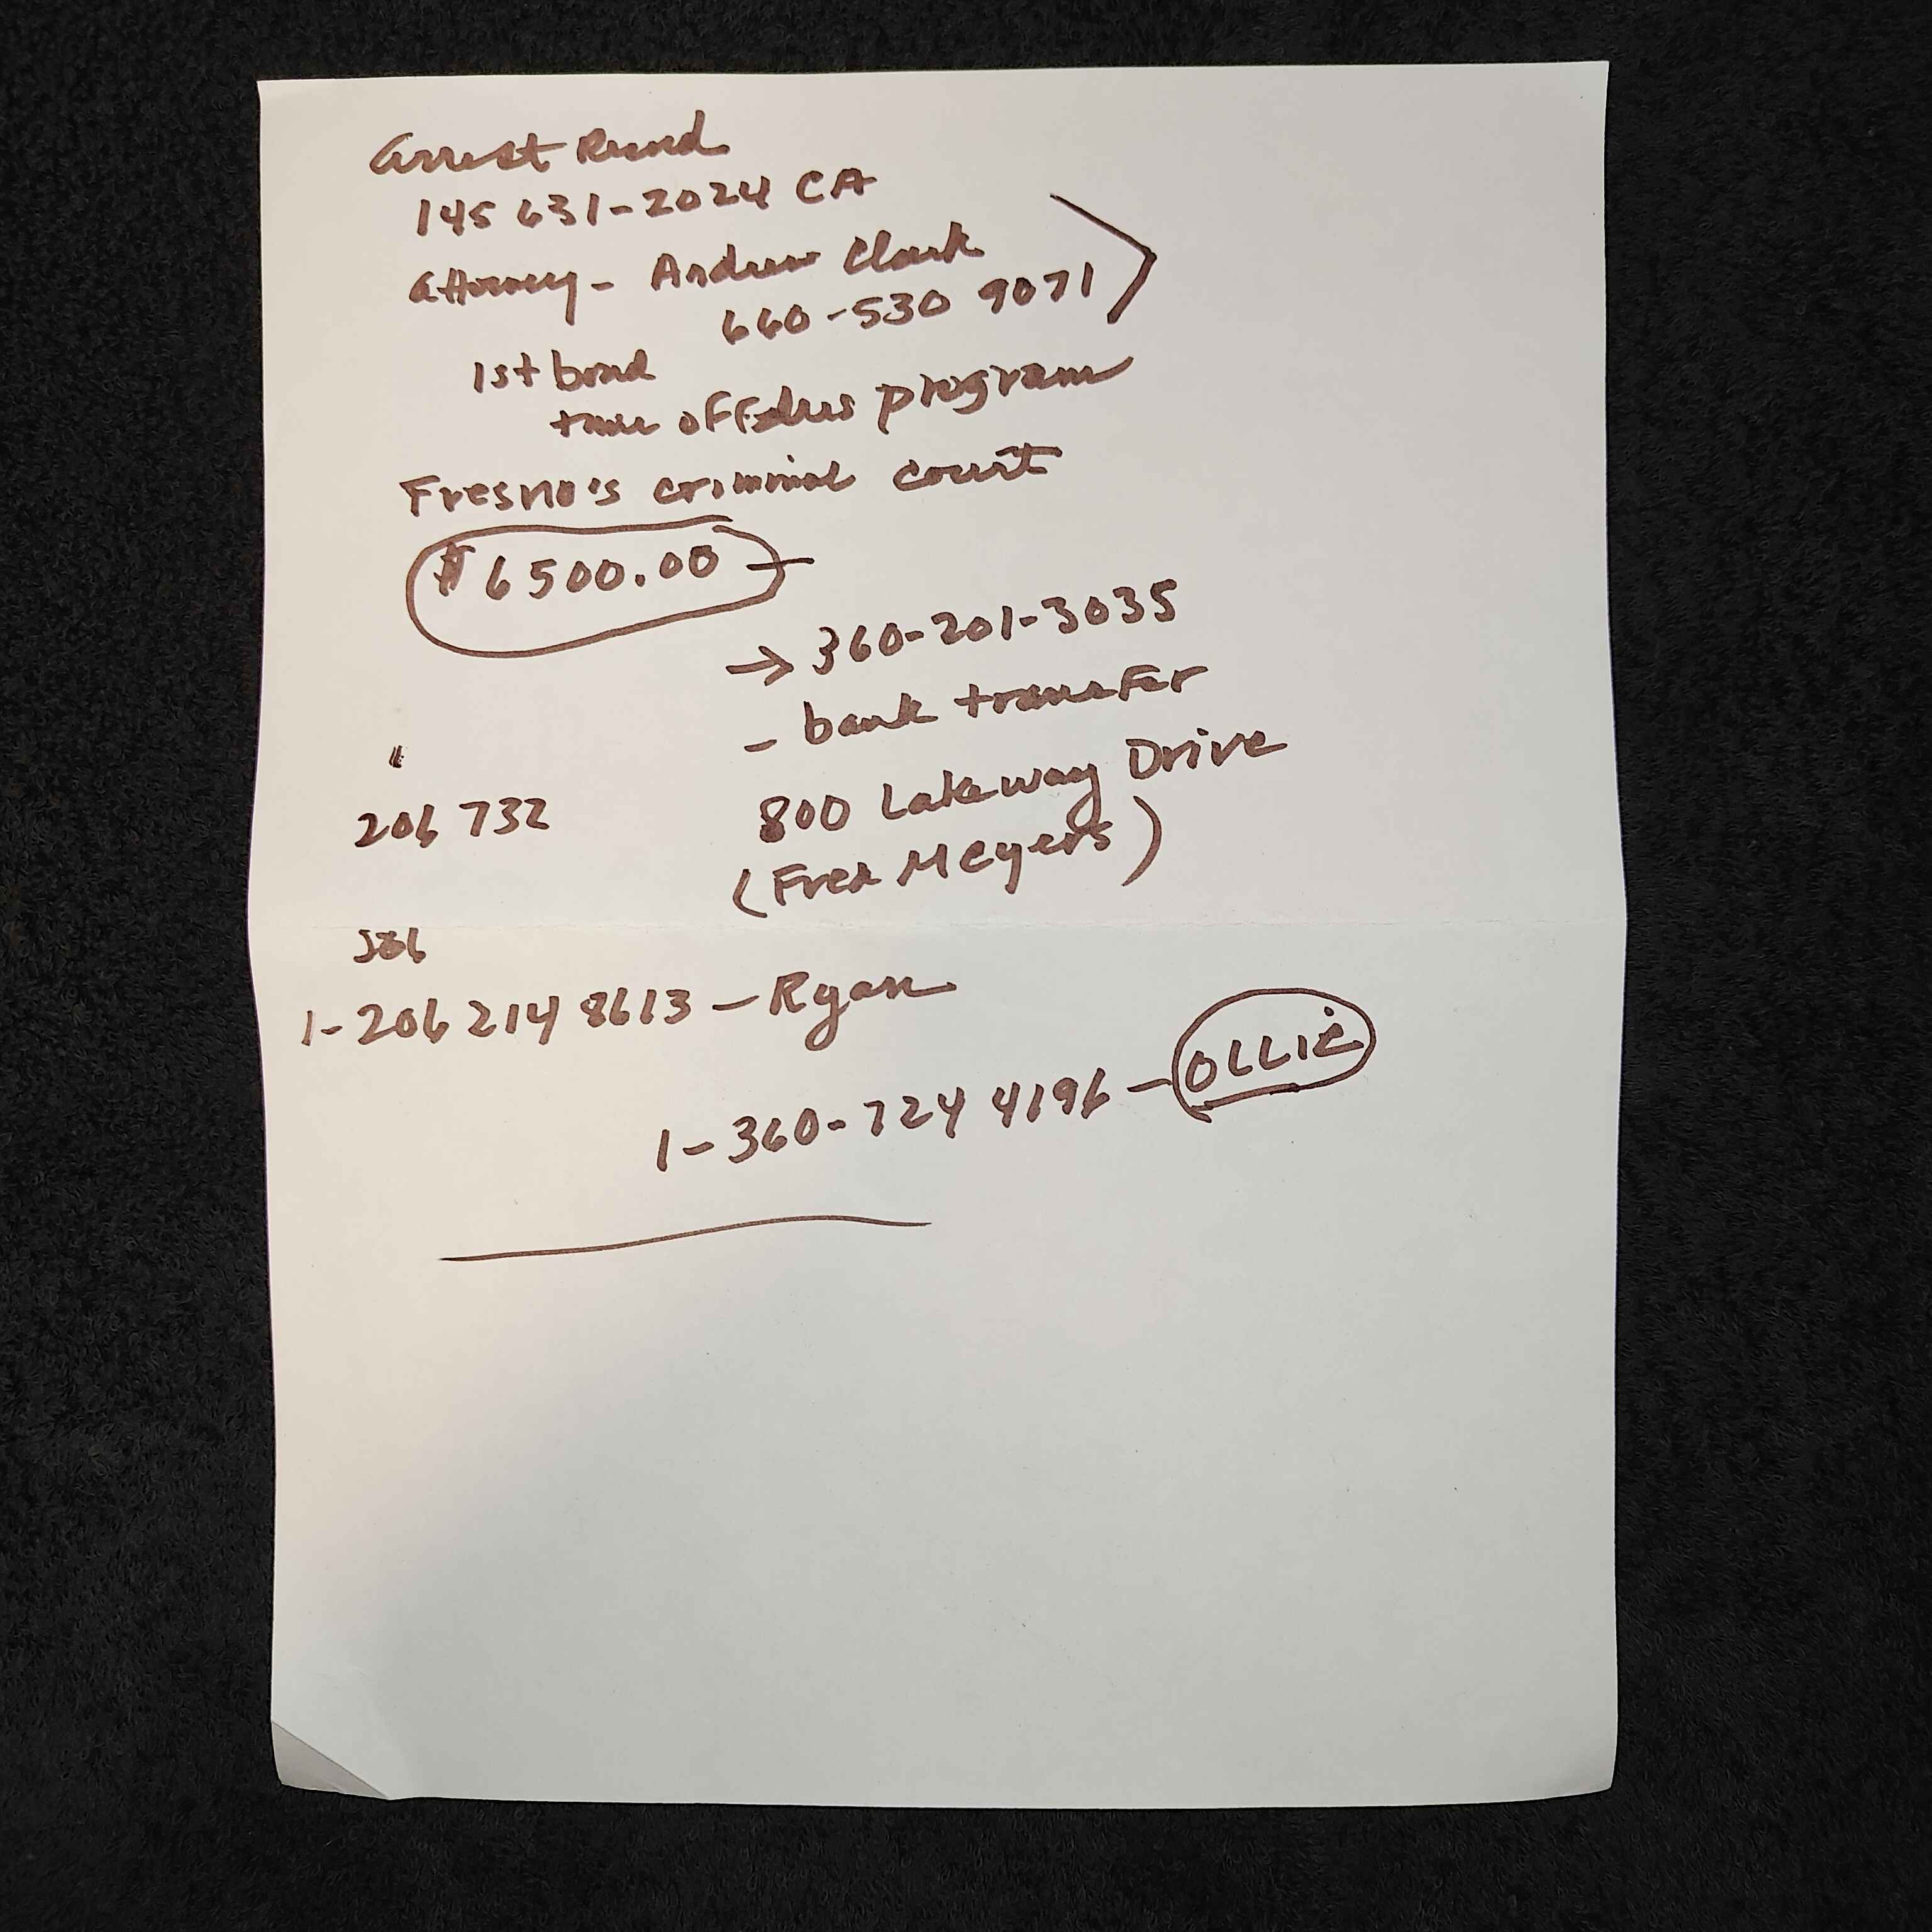 arrest Record
145 631-2024 CA
attorney - Andrew Clark
660-530 9071
1st bond
time offenders program
Fresno's criminal court
$6500.00 -
→ 360-201-3035
- bank transfer
206 732
800 Lakeway Drive
(Fred Meyers)
1-206 214 8613 - Ryan
1-360-724 4196 - OLLIE